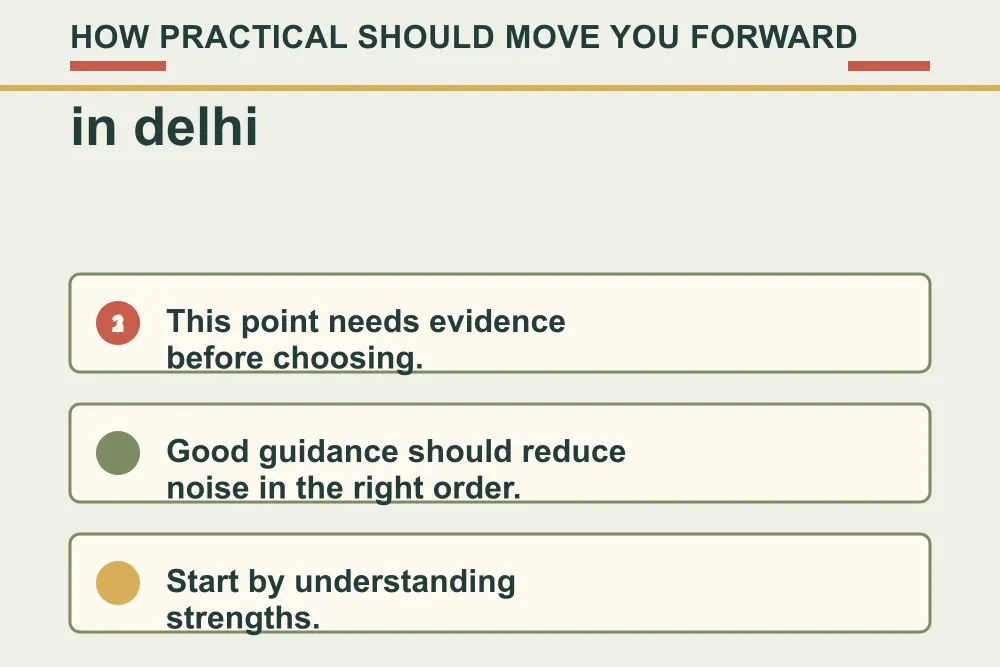 HOW PRACTICAL SHOULD MOVE YOU FORWARD
in delhi
This point needs evidence
before choosing.
Good guidance should reduce
noise in the right order.
Start by understanding
strengths.